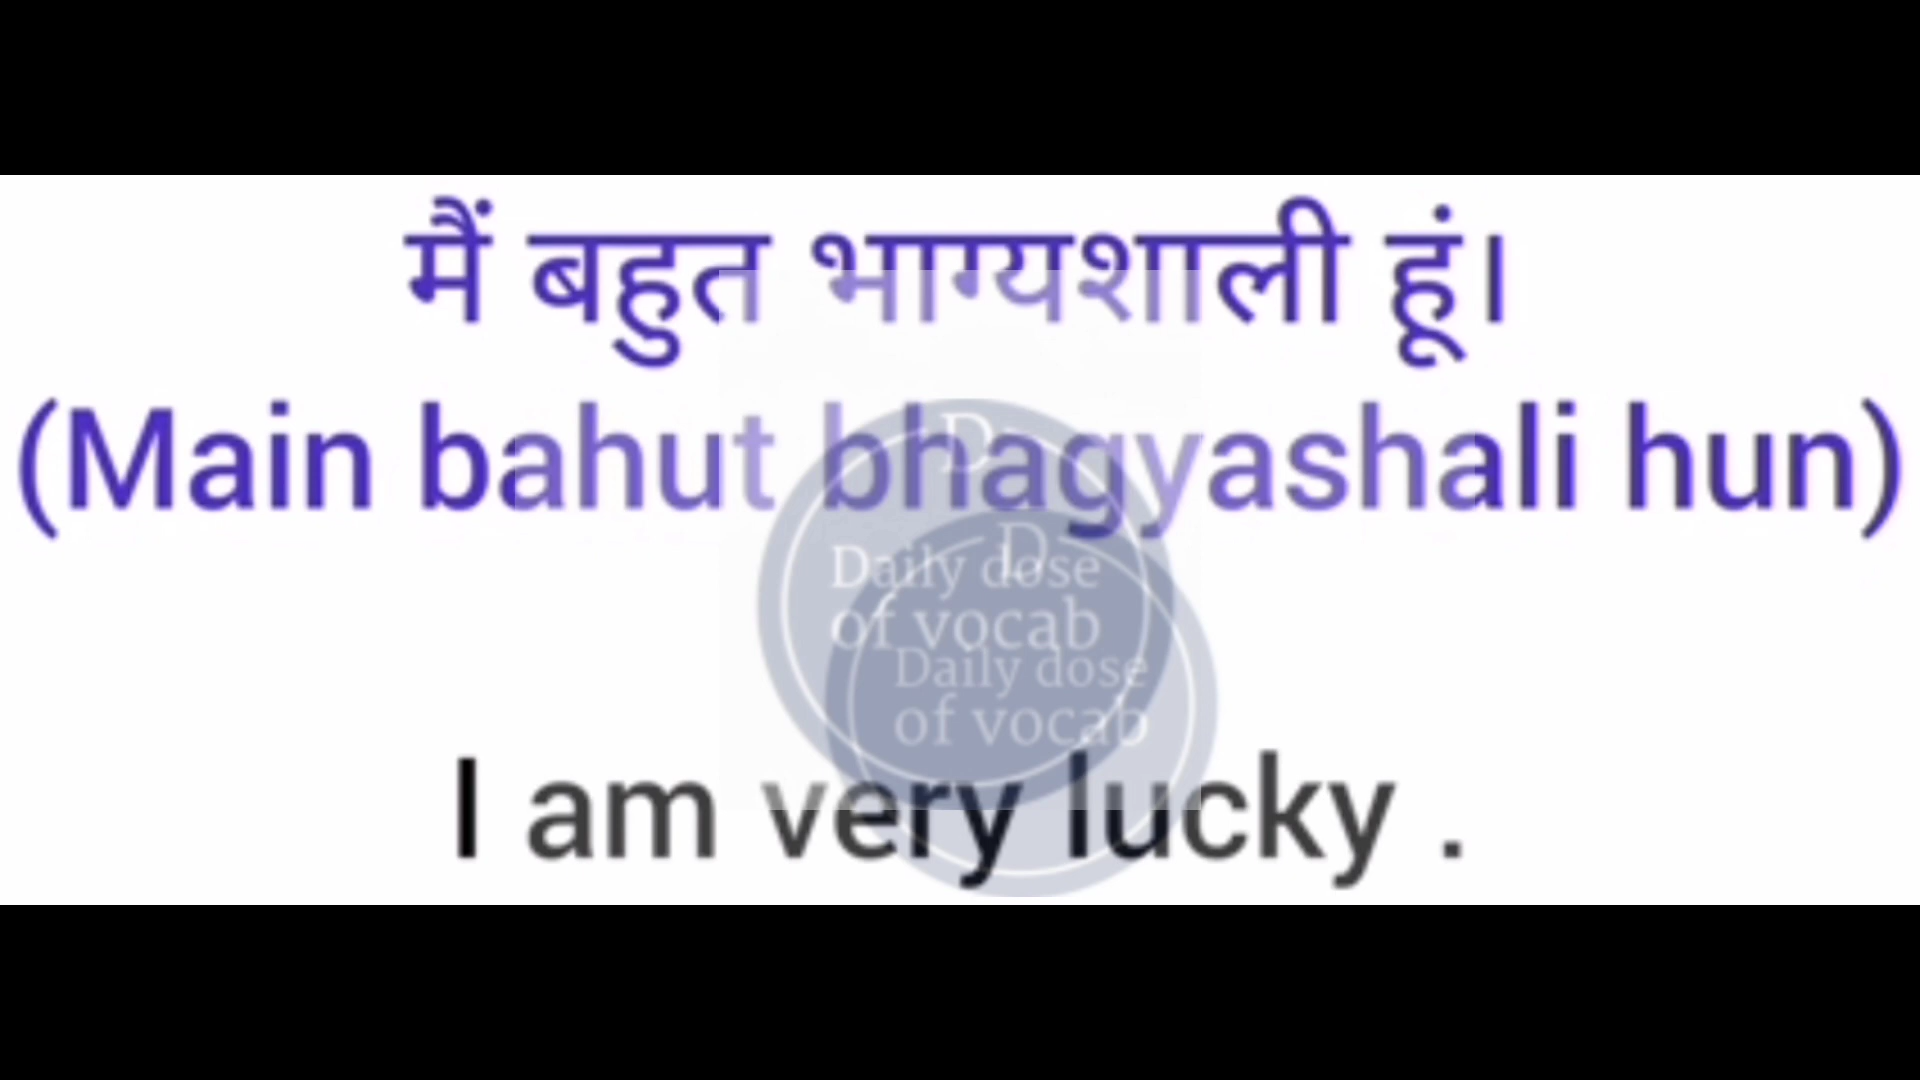 मैं बहुत भाग्यशाली हूं।
(Main bahut bhagyashali hun)
D
Daily dose
of vocab
D
Daily dose
of vocab
I am very lucky .